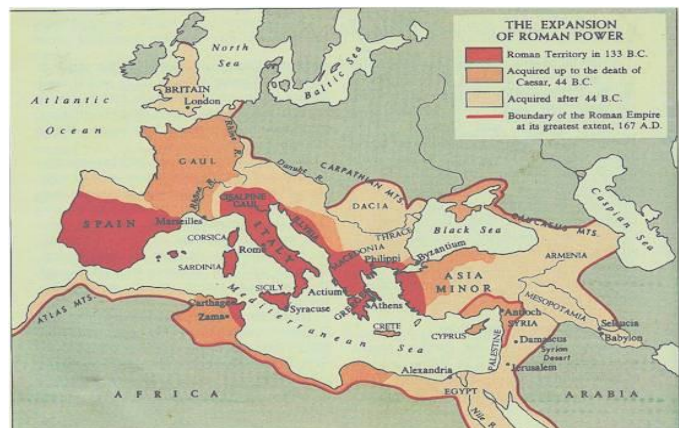 THE EXPANSION
OF ROMAN POWER
Roman Territory in 133 B.C.
Acquired up to the death of
Caesar, 44 B.C.
Acquired after 44 B.C.
Boundary of the Roman Empire
at its greatest extent, 167 A.D.
North
Sea
Baltic Sea
Atlantic
Ocean
BRITAIN
London
Rhine R.
GAUL
Rhône R.
CISALPINE
GAUL
Danube R.
CARPATHIAN MTS.
DACIA
Caspian Sea
CAUCASUS MTS.
Black Sea
SPAIN
Marseilles
ILLYRIA
THRACE
Byzantium
ARMENIA
CORSICA
Rome
ITALY
MACEDONIA
Philippi
ASIA
MINOR
SARDINIA
MESOPOTAMIA
SICILY
Actium
Athens
GREECE
Antioch
SYRIA
Seleucia
Babylon
ATLAS MTS.
Carthage
Zama
Syracuse
Mediterranean
Sea
CRETE
CYPRUS
PALESTINE
Damascus
Syrian
Desert
Jerusalem
Alexandria
EGYPT
Nile R.
AFRICA
ARABIA